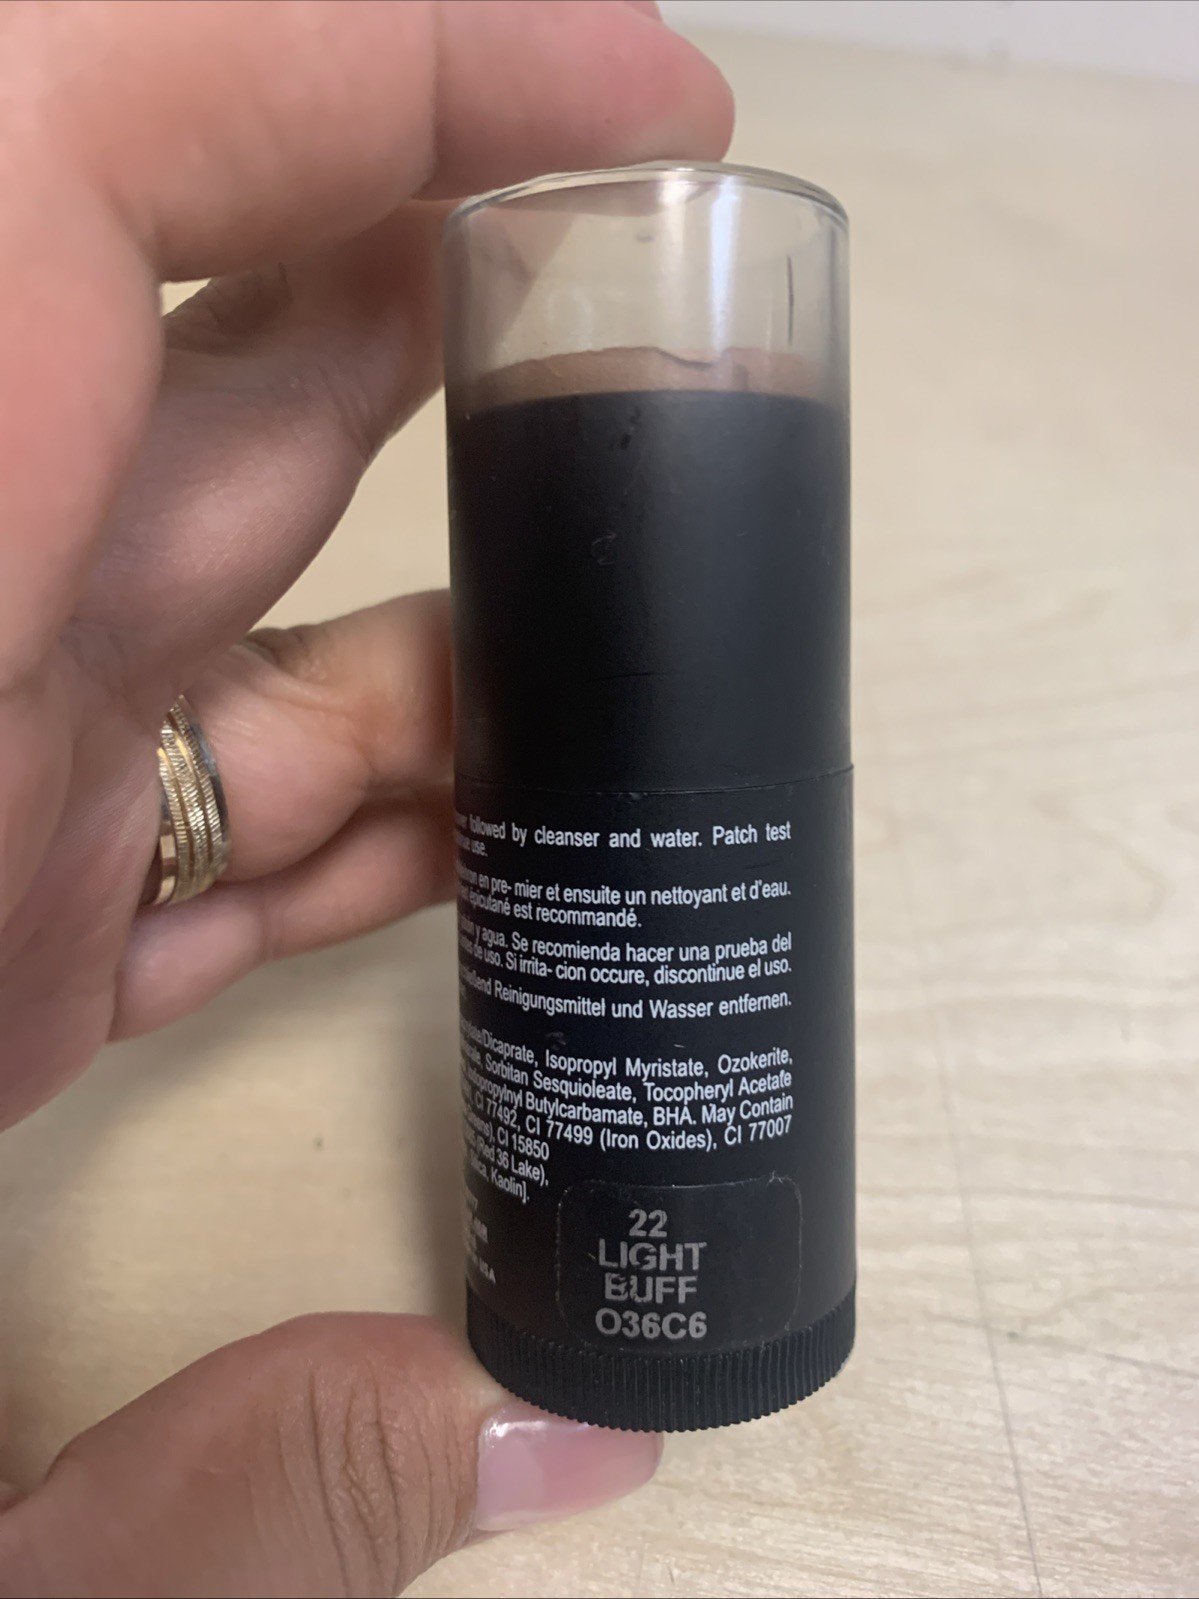 followed by cleanser and water. Patch test
use.
en pre- mier et ensuite un nettoyant et d'eau.
épicutané est recommandé.
y agua. Se recomienda hacer una prueba del
de uso. Si irrita- cion occure, discontinue el uso.
Reinigungsmittel und Wasser entfernen.
/Dicaprate, Isopropyl Myristate, Ozokerite,
Sorbitan Sesquioleate, Tocopheryl Acetate
Butylcarbamate, BHA. May Contain
CI 77492, CI 77499 (Iron Oxides), CI 77007
CI 15850
(Red 36 Lake),
Kaolin].
USA
22
LIGHT
BUFF
O36C6